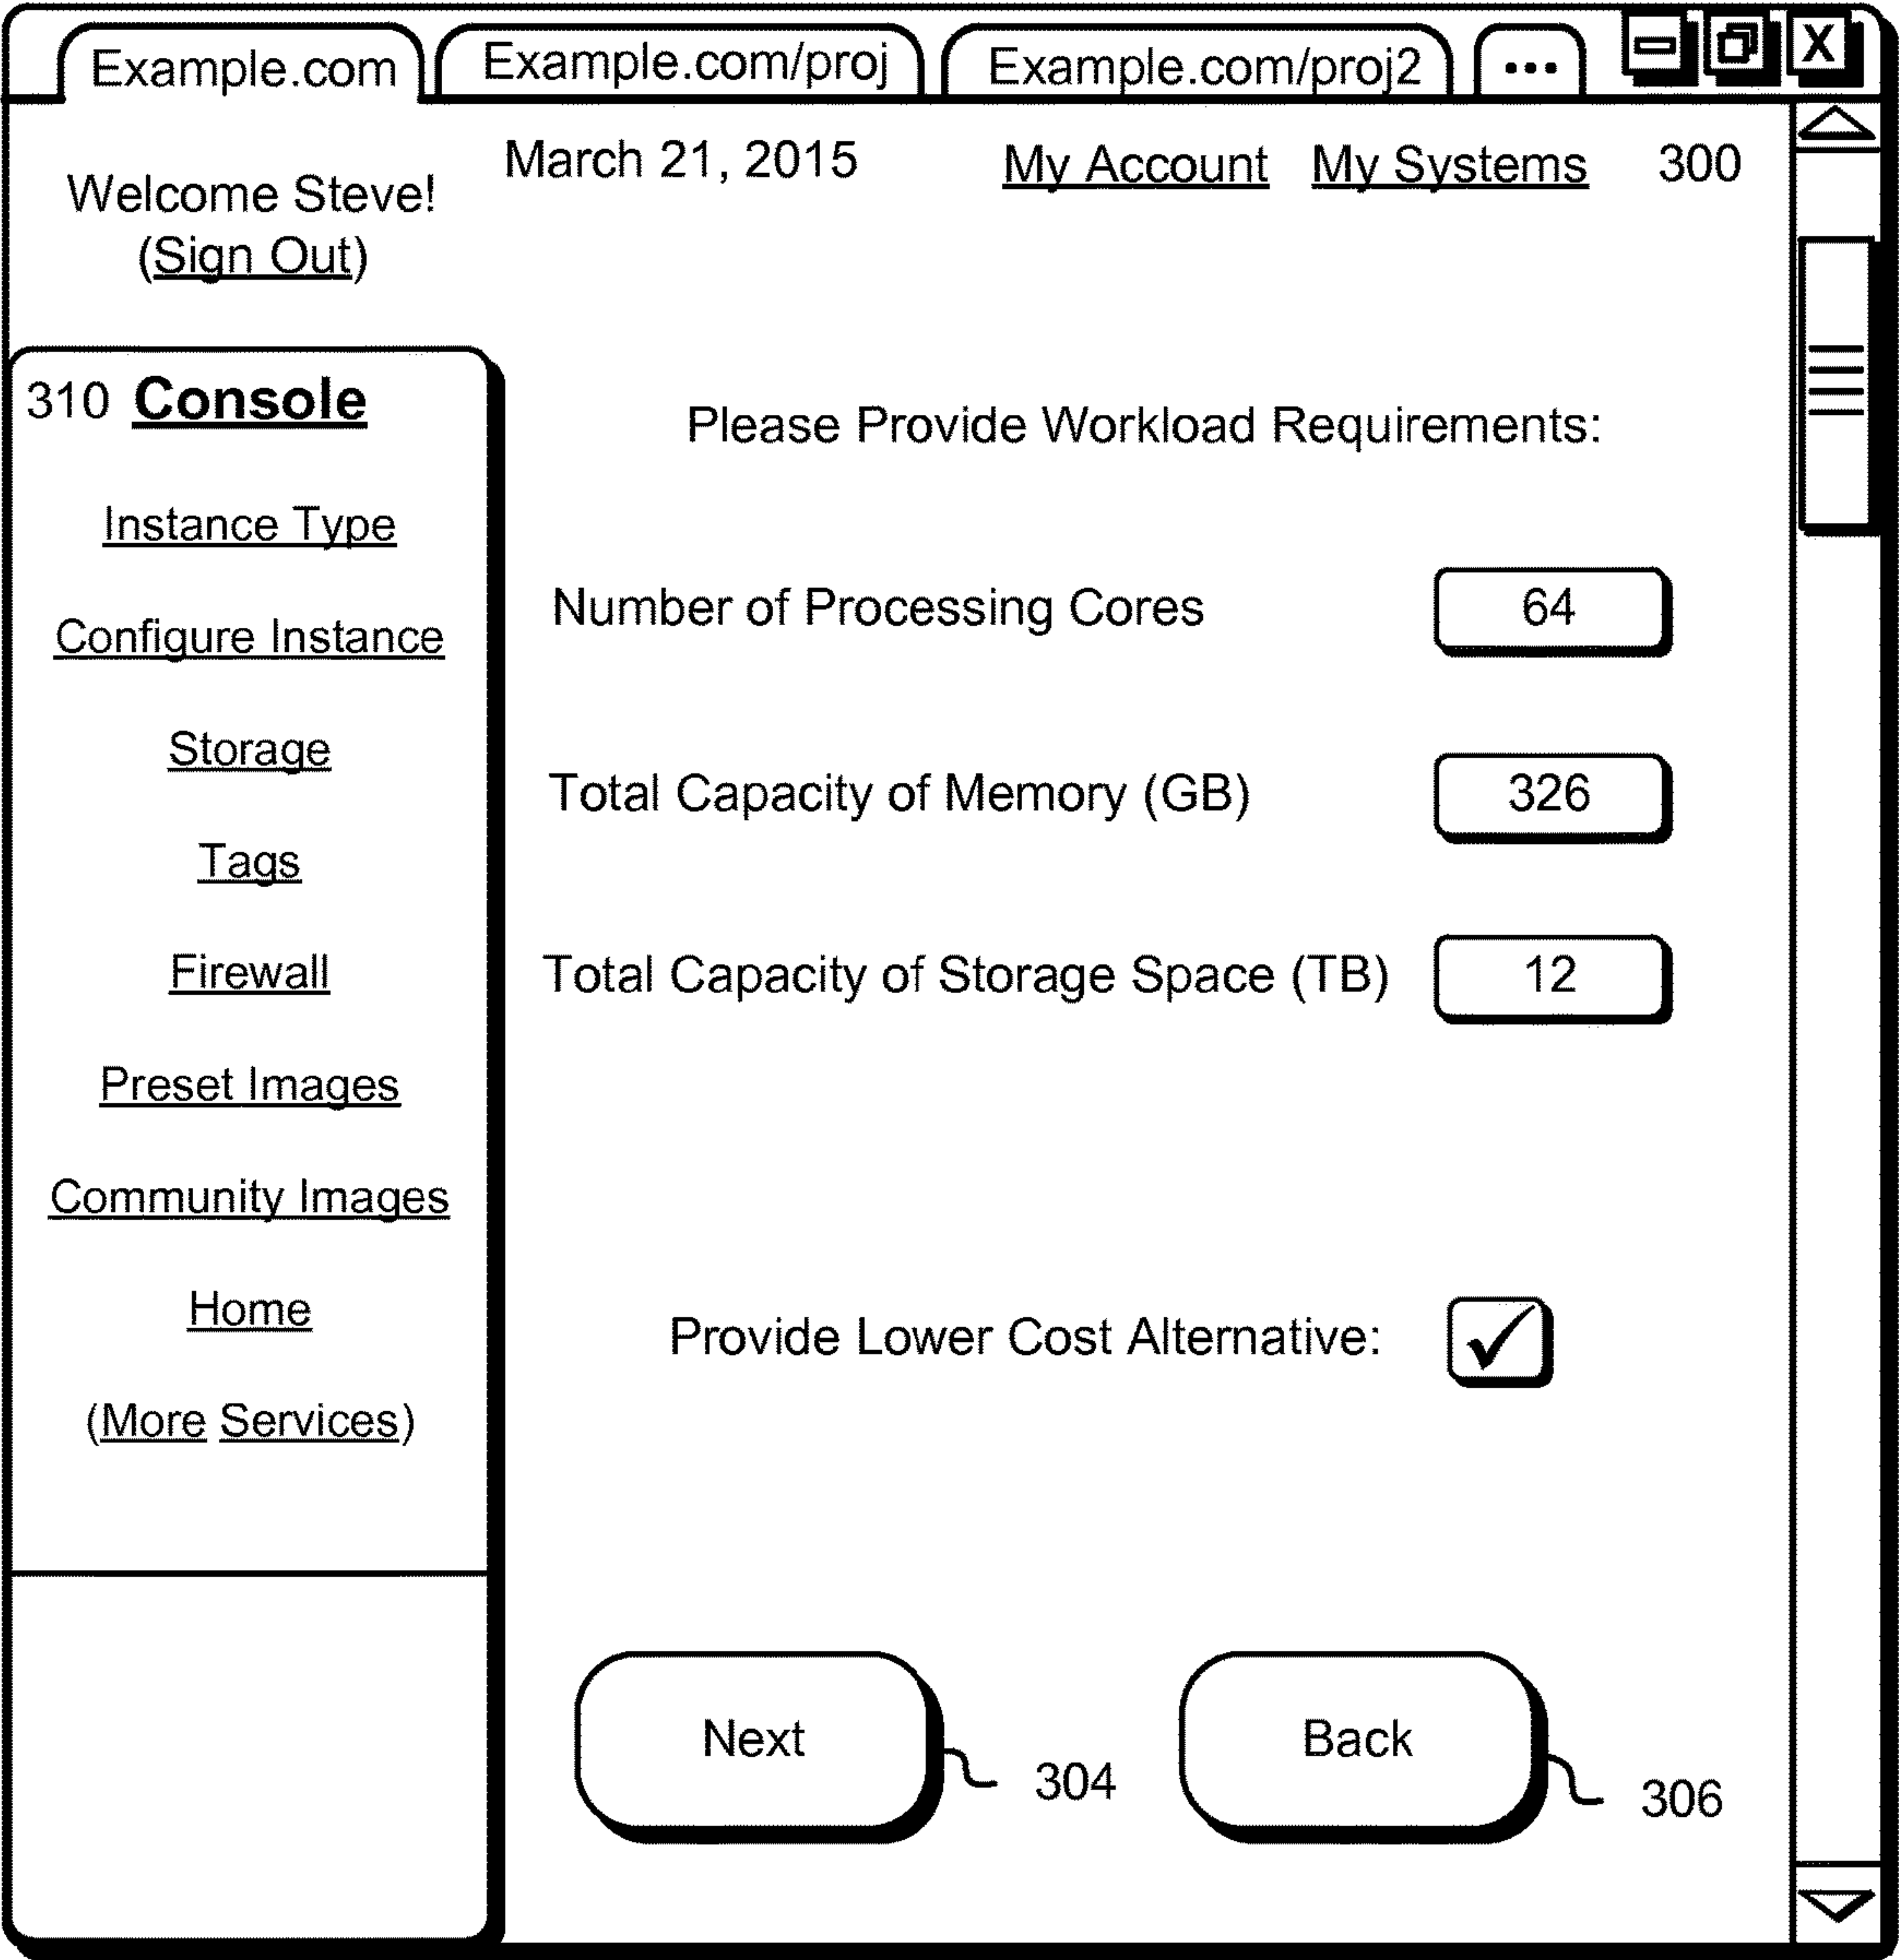 Example.com
Example.com/proj
Example.com/proj2
...
X
Welcome Steve!
(Sign Out)
March 21, 2015
My Account
My Systems
300
310 Console
Instance Type
Configure Instance
Storage
Tags
Firewall
Preset Images
Community Images
Home
(More Services)
Please Provide Workload Requirements:
Number of Processing Cores
64
Total Capacity of Memory (GB)
326
Total Capacity of Storage Space (TB)
12
Provide Lower Cost Alternative:
Next
304
Back
306